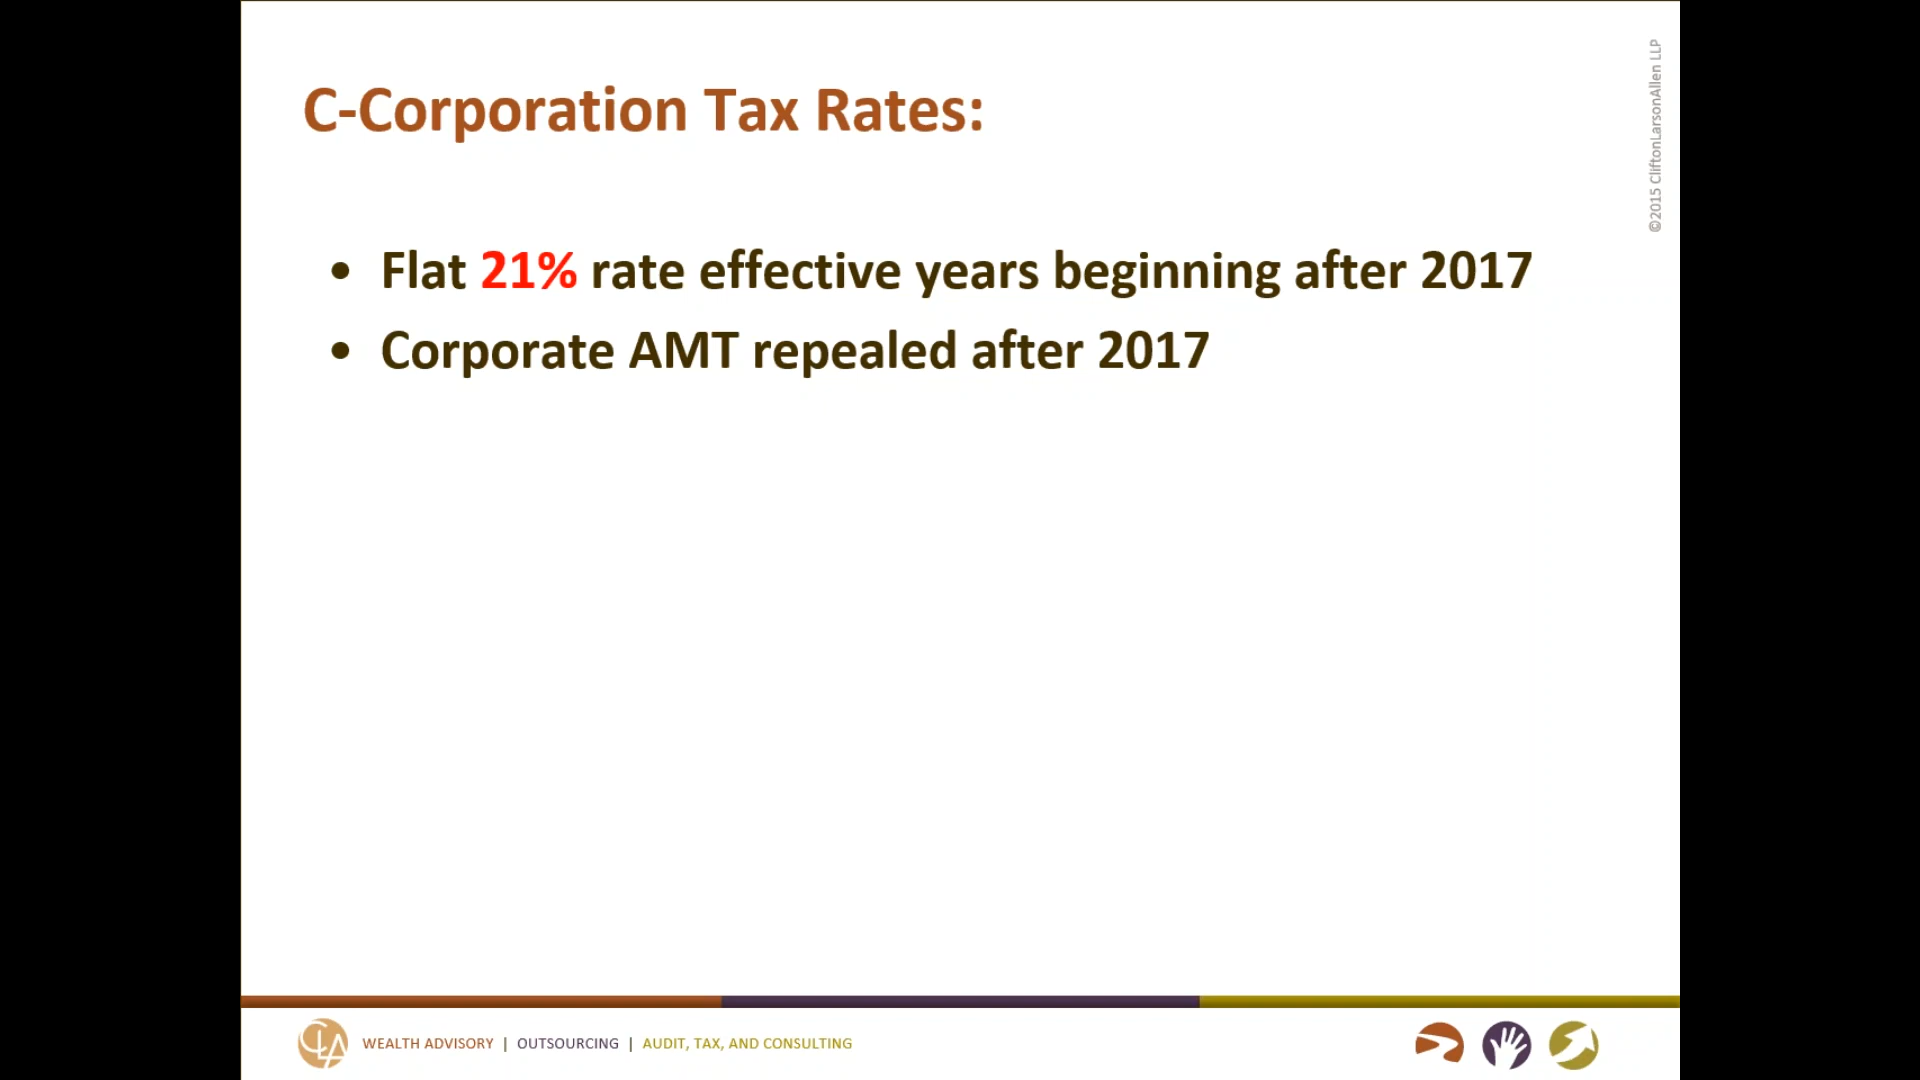 C-Corporation Tax Rates:
• Flat 21% rate effective years beginning after 2017
• Corporate AMT repealed after 2017
©2015 CliftonLarsonAllen LLP
CLA
WEALTH ADVISORY | OUTSOURCING | AUDIT, TAX, AND CONSULTING